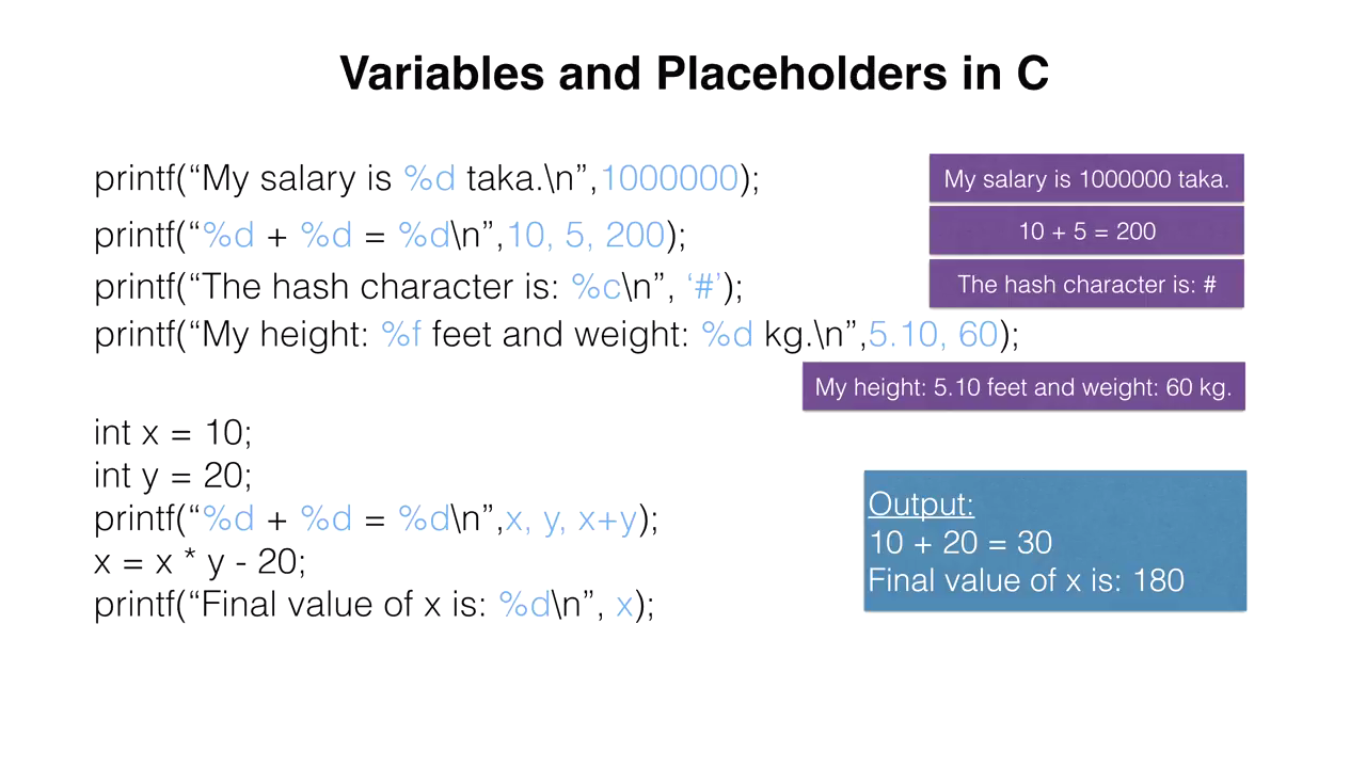 Variables and Placeholders in C
printf(“My salary is %d taka.\n”,1000000);
My salary is 1000000 taka.
printf(“%d + %d = %d\n”,10, 5, 200);
10 + 5 = 200
printf(“The hash character is: %c\n”, ‘#’);
The hash character is: #
printf(“My height: %f feet and weight: %d kg.\n”,5.10, 60);
My height: 5.10 feet and weight: 60 kg.
int x = 10;
int y = 20;
printf(“%d + %d = %d\n”,x, y, x+y);
x = x * y - 20;
printf(“Final value of x is: %d\n”, x);
Output:
10 + 20 = 30
Final value of x is: 180